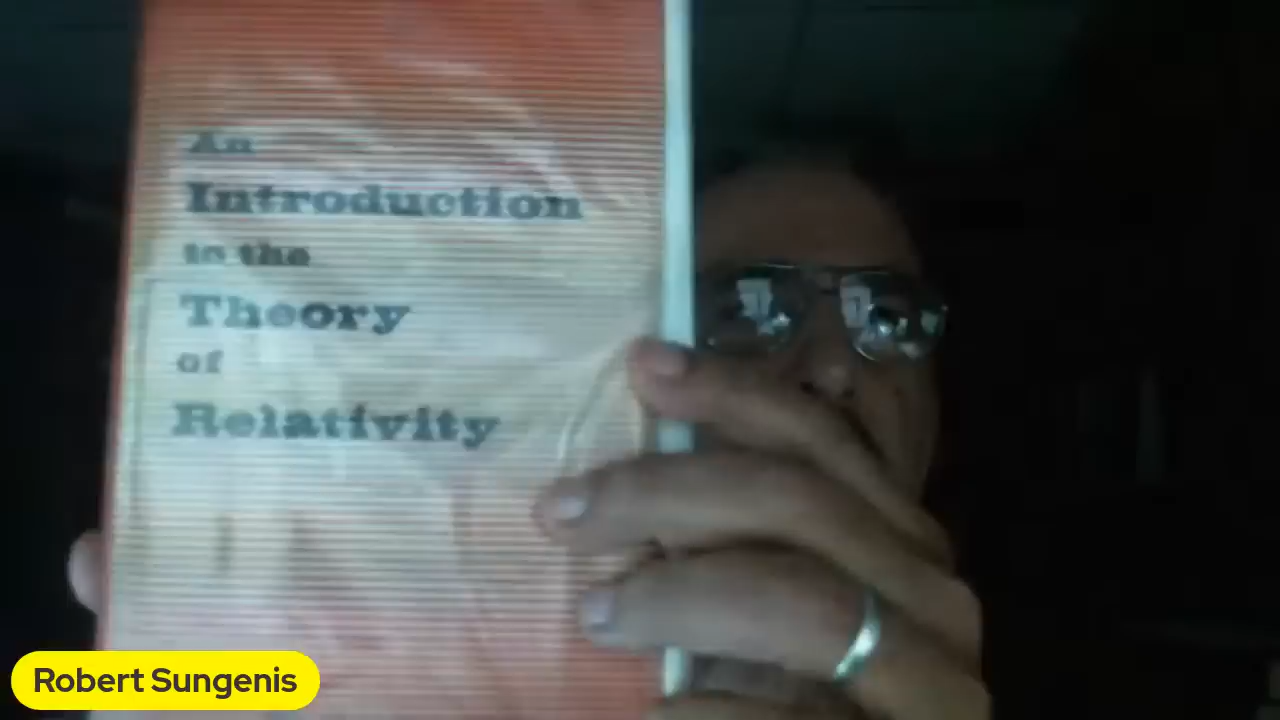 An
Introduction
to the
Theory
of
Relativity
Robert Sungenis